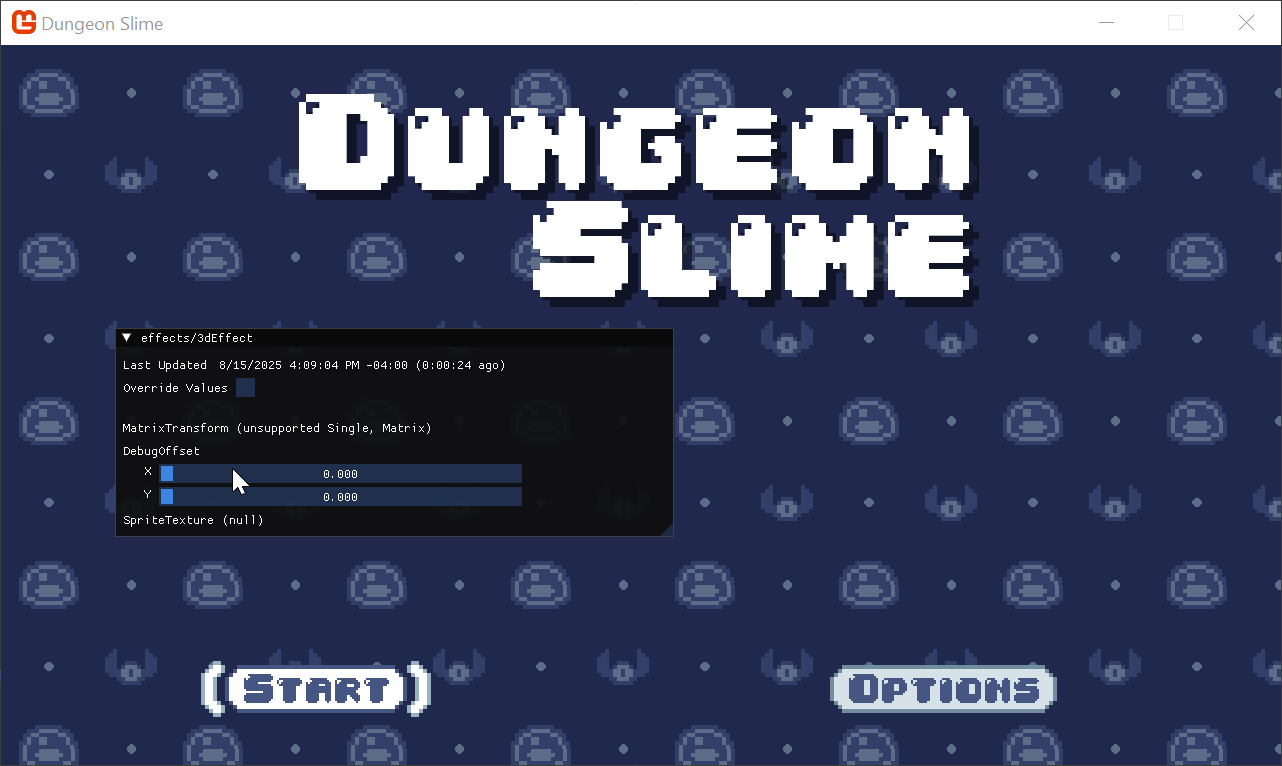 Dungeon Slime
DUNGEON
SLIME
effects/3dEffect
Last Updated 8/15/2025 4:09:04 PM -04:00 (0:00:24 ago)
Override Values
MatrixTransform (unsupported Single, Matrix)
DebugOffset
X 0.000
Y 0.000
SpriteTexture (null)
START
OPTIONS